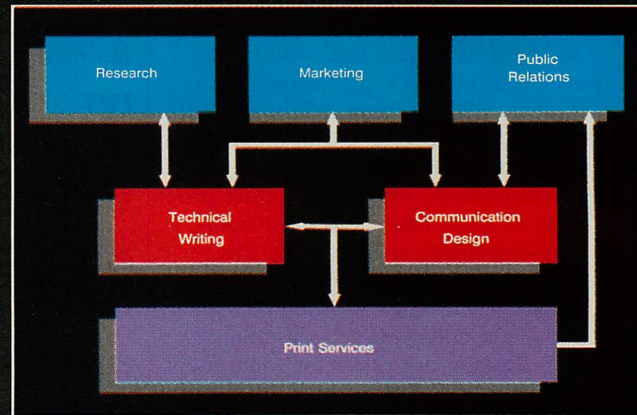 Research
Marketing
Public
Relations
Technical
Writing
Communication
Design
Print Services